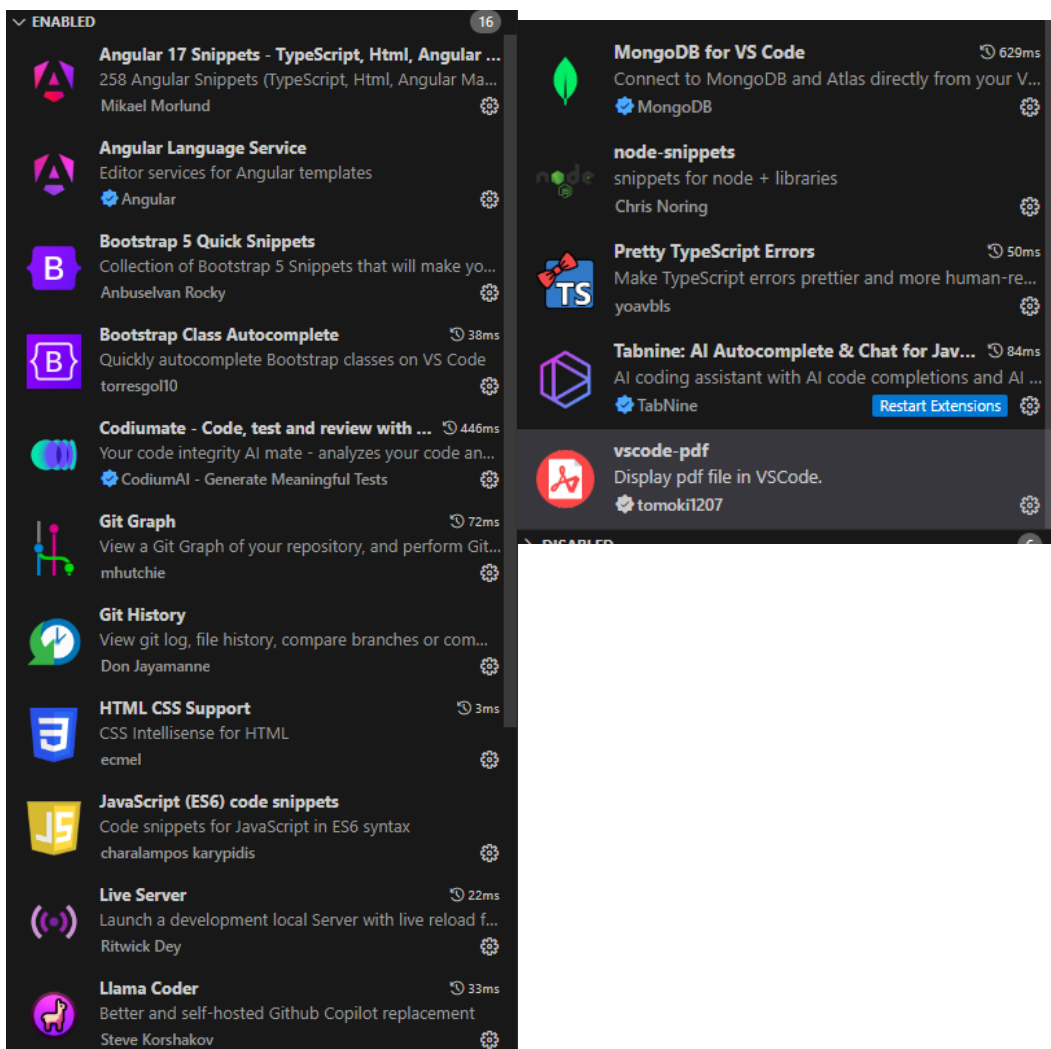 ENABLED 16
Angular 17 Snippets - TypeScript, Html, Angular ...
258 Angular Snippets (TypeScript, Html, Angular Ma...
Mikael Morlund
Angular Language Service
Editor services for Angular templates
Angular
Bootstrap 5 Quick Snippets
Collection of Bootstrap 5 Snippets that will make yo...
Anbuselvan Rocky
Bootstrap Class Autocomplete 38ms
Quickly autocomplete Bootstrap classes on VS Code
torresgol10
Codiumate - Code, test and review with ... 446ms
Your code integrity AI mate - analyzes your code an...
CodiumAI - Generate Meaningful Tests
Git Graph 72ms
View a Git Graph of your repository, and perform Git...
mhutchie
Git History
View git log, file history, compare branches or com...
Don Jayamanne
HTML CSS Support 3ms
CSS Intellisense for HTML
ecmel
JavaScript (ES6) code snippets
Code snippets for JavaScript in ES6 syntax
charalampos karypidis
Live Server 22ms
Launch a development local Server with live reload f...
Ritwick Dey
Llama Coder 33ms
Better and self-hosted Github Copilot replacement
Steve Korshakov
MongoDB for VS Code 629ms
Connect to MongoDB and Atlas directly from your V...
MongoDB
node-snippets
snippets for node + libraries
Chris Noring
Pretty TypeScript Errors 50ms
Make TypeScript errors prettier and more human-re...
yoavbls
Tabnine: AI Autocomplete & Chat for Jav... 84ms
AI coding assistant with AI code completions and AI ...
TabNine Restart Extensions
vscode-pdf
Display pdf file in VSCode.
tomoki1207
DISABLED 6
B
B
JS
node
JS
TS